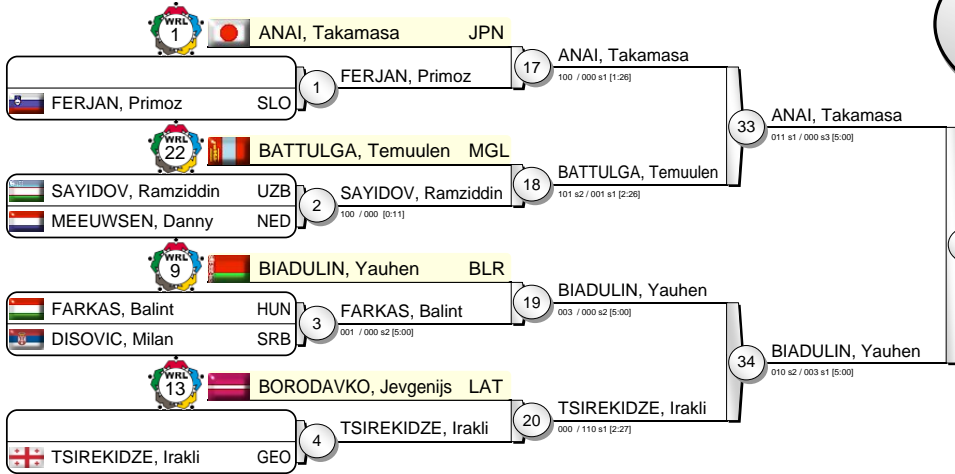 WRL
1
ANAI, Takamasa JPN
FERJAN, Primoz SLO
1
FERJAN, Primoz
17
ANAI, Takamasa
100 / 000 s1 [1:26]
WRL
22
BATTULGA, Temuulen MGL
SAYIDOV, Ramziddin UZB
MEEUWSEN, Danny NED
2
SAYIDOV, Ramziddin
100 / 000 [0:11]
18
BATTULGA, Temuulen
101 s2 / 001 s1 [2:26]
33
ANAI, Takamasa
011 s1 / 000 s3 [5:00]
WRL
9
BIADULIN, Yauhen BLR
FARKAS, Balint HUN
DISOVIC, Milan SRB
3
FARKAS, Balint
001 / 000 s2 [5:00]
19
BIADULIN, Yauhen
003 / 000 s2 [5:00]
WRL
13
BORODAVKO, Jevgenijs LAT
TSIREKIDZE, Irakli GEO
4
TSIREKIDZE, Irakli
20
TSIREKIDZE, Irakli
000 / 110 s1 [2:27]
34
BIADULIN, Yauhen
010 s2 / 003 s1 [5:00]